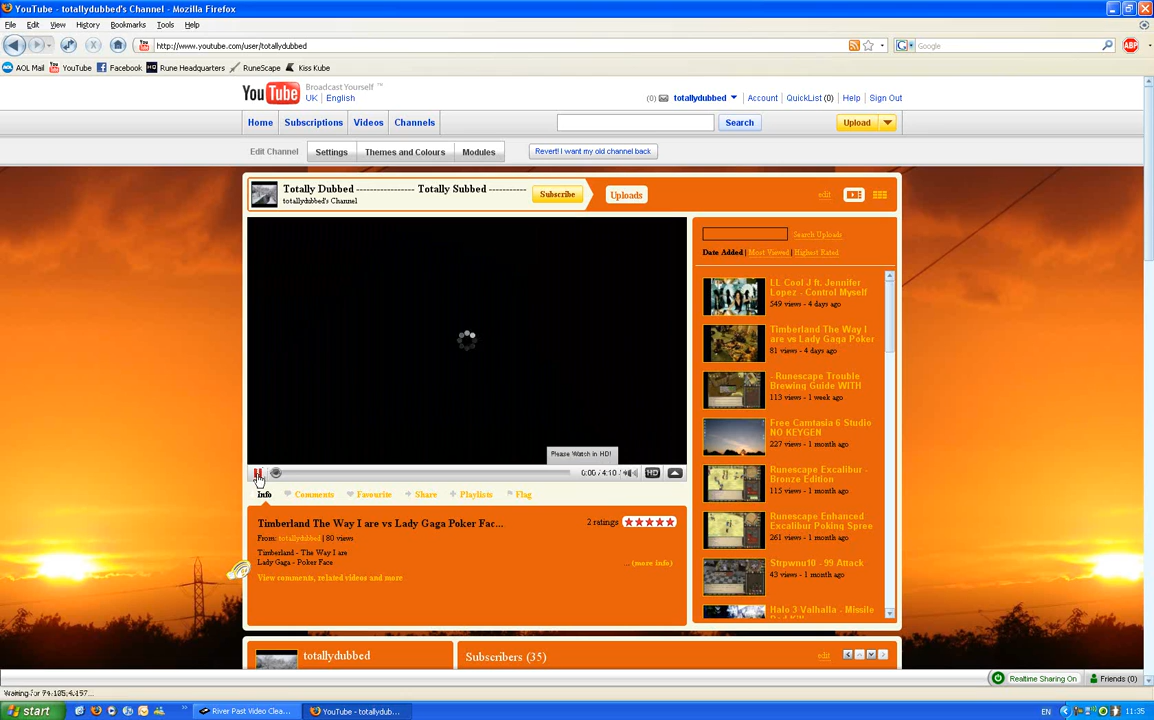 YouTube - totallydubbed's Channel - Mozilla Firefox
File Edit View History Bookmarks Tools Help
http://www.youtube.com/user/totallydubbed
Google
ABP
AOL Mail YouTube Facebook Rune Headquarters RuneScape Kiss Kube
YouTube Broadcast Yourself ™
UK | English
(0) totallydubbed Account QuickList (0) Help Sign Out
Home Subscriptions Videos Channels Search Upload
Edit Channel Settings Themes and Colours Modules Revert! I want my old channel back
Totally Dubbed ---------------- Totally Subbed -----------
totallydubbed's Channel
Subscribe Uploads edit
Search Uploads
Date Added | Most Viewed | Highest Rated
LL Cool J ft. Jennifer
Lopez - Control Myself
549 views - 4 days ago
Timberland The Way I
are vs Lady Gaga Poker
81 views - 4 days ago
- Runescape Trouble
Brewing Guide WITH
113 views - 1 week ago
Free Camtasia 6 Studio
NO KEYGEN
227 views - 1 month ago
Runescape Excalibur -
Bronze Edition
115 views - 1 month ago
Runescape Enhanced
Excalibur Poking Spree
261 views - 1 month ago
Strpwnu10 - 99 Attack
43 views - 1 month ago
Halo 3 Valhalla - Missile
Please Watch in HD!
0:00 / 4:10 HD
Info Comments Favourite Share Playlists Flag
Timberland The Way I are vs Lady Gaga Poker Fac...
2 ratings
From: totallydubbed | 80 views
Timberland - The Way I are
Lady Gaga - Poker Face
... (more info)
View comments, related videos and more
totallydubbed
Subscribers (35)
edit
Realtime Sharing On Friends (0)
start River Past Video Clea... YouTube - totallydub... EN 11:35